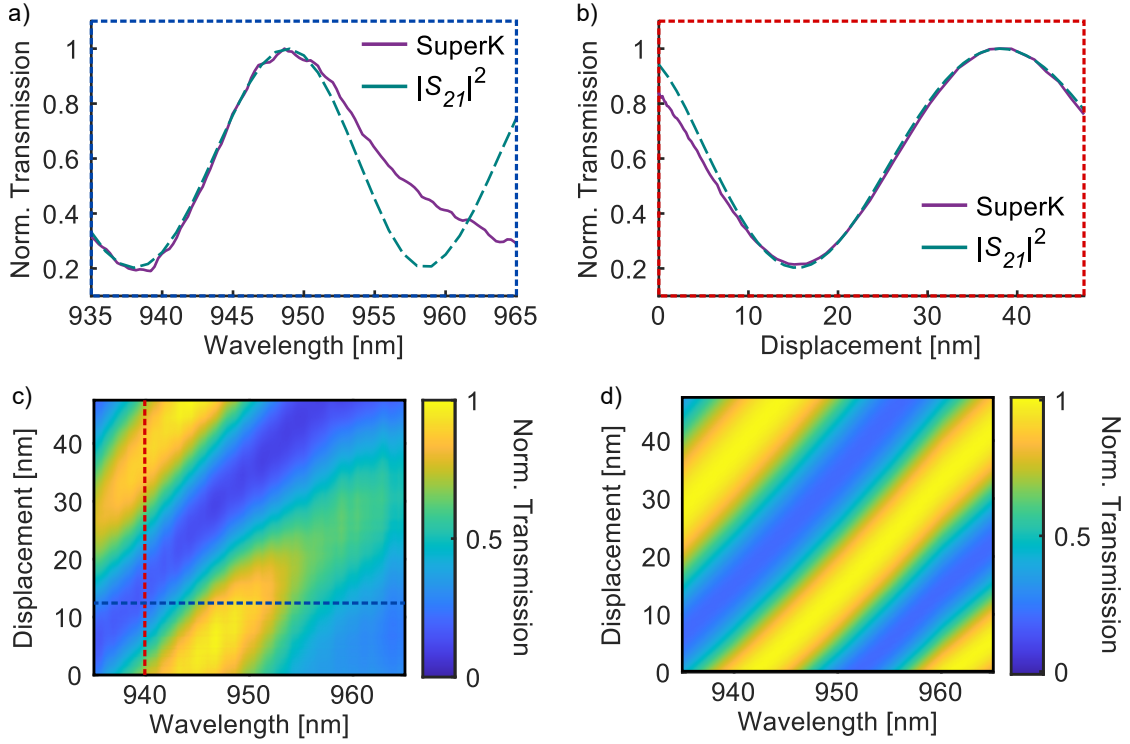 a)
Norm. Transmission
1
0.8
0.6
0.4
0.2
SuperK
|S21|2
935 940 945 950 955 960 965
Wavelength [nm]
b)
Norm. Transmission
1
0.8
0.6
0.4
0.2
SuperK
|S21|2
0 10 20 30 40
Displacement [nm]
c)
Displacement [nm]
40
30
20
10
0
940 950 960
Wavelength [nm]
1
0.5
0
Norm. Transmission
d)
Displacement [nm]
40
30
20
10
0
940 950 960
Wavelength [nm]
1
0.5
0
Norm. Transmission